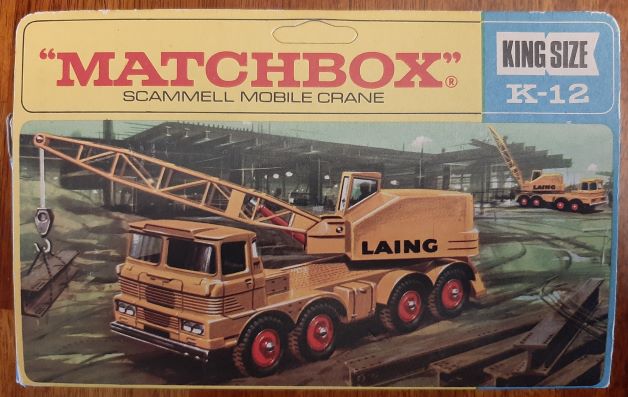 "MATCHBOX"®
SCAMMELL MOBILE CRANE
KING SIZE
K-12
LAING
LAING